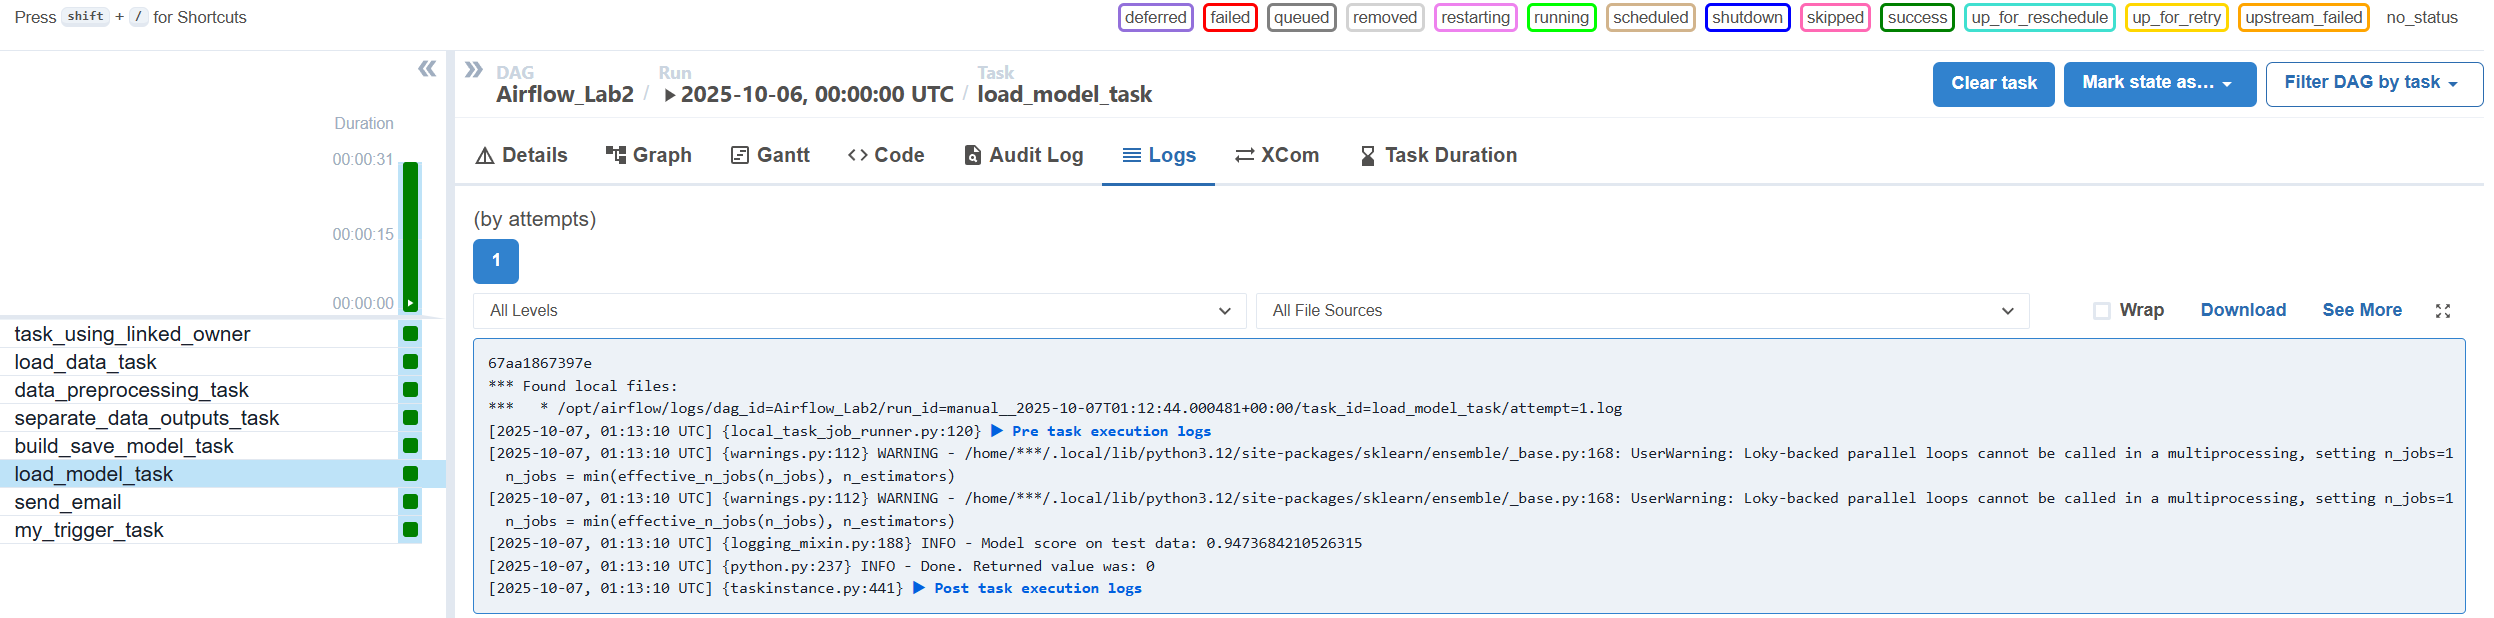 Press shift + / for Shortcuts
deferred failed queued removed restarting running scheduled shutdown skipped success up_for_reschedule up_for_retry upstream_failed no_status
DAG
Airflow_Lab2
/
Run
2025-10-06, 00:00:00 UTC
/
Task
load_model_task
Clear task
Mark state as…
Filter DAG by task
Duration
00:00:31
00:00:15
00:00:00
task_using_linked_owner
load_data_task
data_preprocessing_task
separate_data_outputs_task
build_save_model_task
load_model_task
send_email
my_trigger_task
Details Graph Gantt Code Audit Log Logs XCom Task Duration
(by attempts)
1
All Levels
All File Sources
Wrap
Download
See More
67aa1867397e
*** Found local files:
***   * /opt/airflow/logs/dag_id=Airflow_Lab2/run_id=manual__2025-10-07T01:12:44.000481+00:00/task_id=load_model_task/attempt=1.log
[2025-10-07, 01:13:10 UTC] {local_task_job_runner.py:120} ▶ Pre task execution logs
[2025-10-07, 01:13:10 UTC] {warnings.py:112} WARNING - /home/***/.local/lib/python3.12/site-packages/sklearn/ensemble/_base.py:168: UserWarning: Loky-backed parallel loops cannot be called in a multiprocessing, setting n_jobs=1
  n_jobs = min(effective_n_jobs(n_jobs), n_estimators)
[2025-10-07, 01:13:10 UTC] {warnings.py:112} WARNING - /home/***/.local/lib/python3.12/site-packages/sklearn/ensemble/_base.py:168: UserWarning: Loky-backed parallel loops cannot be called in a multiprocessing, setting n_jobs=1
  n_jobs = min(effective_n_jobs(n_jobs), n_estimators)
[2025-10-07, 01:13:10 UTC] {logging_mixin.py:188} INFO - Model score on test data: 0.9473684210526315
[2025-10-07, 01:13:10 UTC] {python.py:237} INFO - Done. Returned value was: 0
[2025-10-07, 01:13:10 UTC] {taskinstance.py:441} ▶ Post task execution logs